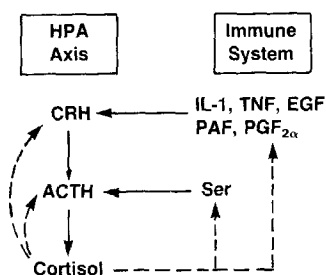 HPA
Axis
Immune
System
CRH
IL-1, TNF, EGF
PAF, PGF₂α
ACTH
Ser
Cortisol